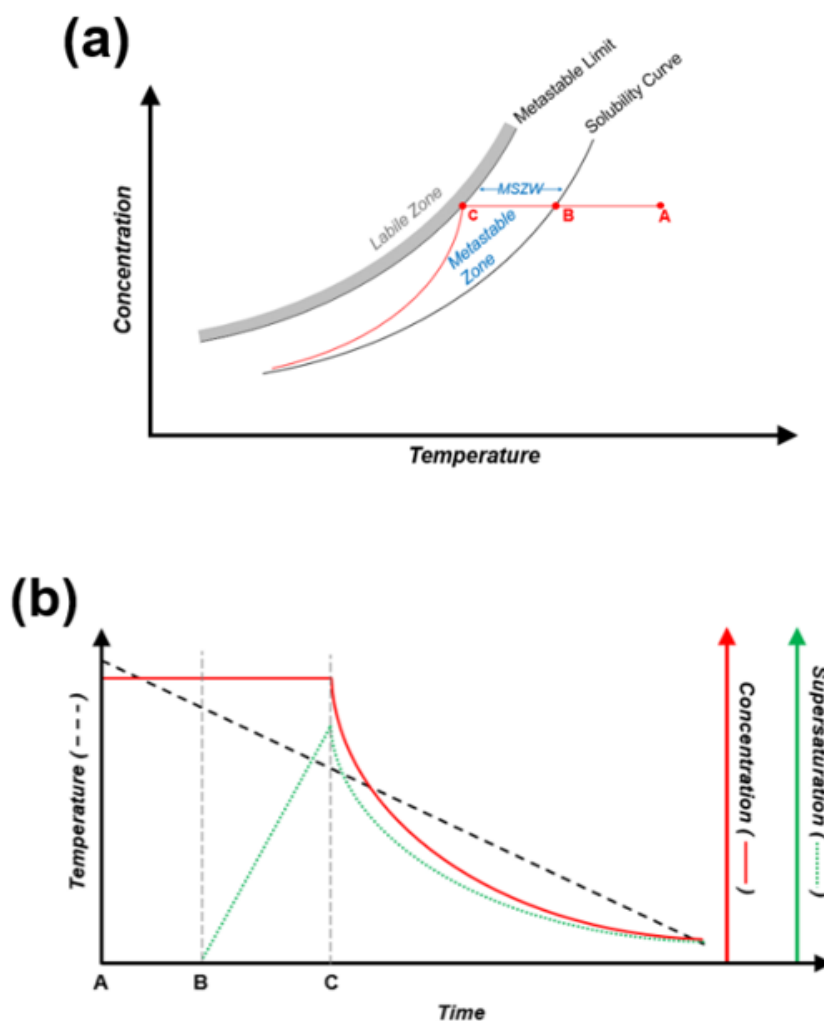 (a)
Metastable Limit
Solubility Curve
Labile Zone
MSZW
C
B
A
Metastable
Zone
Concentration
Temperature
(b)
Temperature ( --- )
Concentration ( — )
Supersaturation ( ...... )
A
B
C
Time